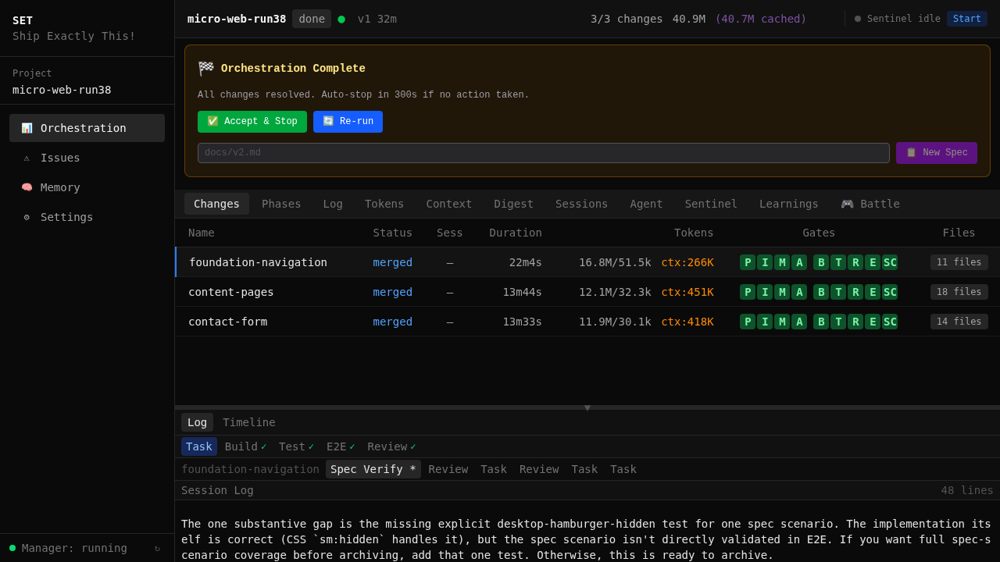 SET
Ship Exactly This!
Project
micro-web-run38
Orchestration
Issues
Memory
Settings
Manager: running ↻
micro-web-run38 done v1 32m 3/3 changes 40.9M (40.7M cached) Sentinel idle Start
Orchestration Complete
All changes resolved. Auto-stop in 300s if no action taken.
Accept & Stop Re-run
docs/v2.md New Spec
Changes Phases Log Tokens Context Digest Sessions Agent Sentinel Learnings Battle
Name Status Sess Duration Tokens Gates Files
foundation-navigation merged – 22m4s 16.8M/51.5k ctx:266K P I M A B T R E SC 11 files
content-pages merged – 13m44s 12.1M/32.3k ctx:451K P I M A B T R E SC 18 files
contact-form merged – 13m33s 11.9M/30.1k ctx:418K P I M A B T R E SC 14 files
▼
Log Timeline
Task Build ✓ Test ✓ E2E ✓ Review ✓
foundation-navigation Spec Verify * Review Task Review Task Task
Session Log 48 lines
The one substantive gap is the missing explicit desktop-hamburger-hidden test for one spec scenario. The implementation its
elf is correct (CSS `sm:hidden` handles it), but the spec scenario isn't directly validated in E2E. If you want full spec-s
cenario coverage before archiving, add that one test. Otherwise, this is ready to archive.